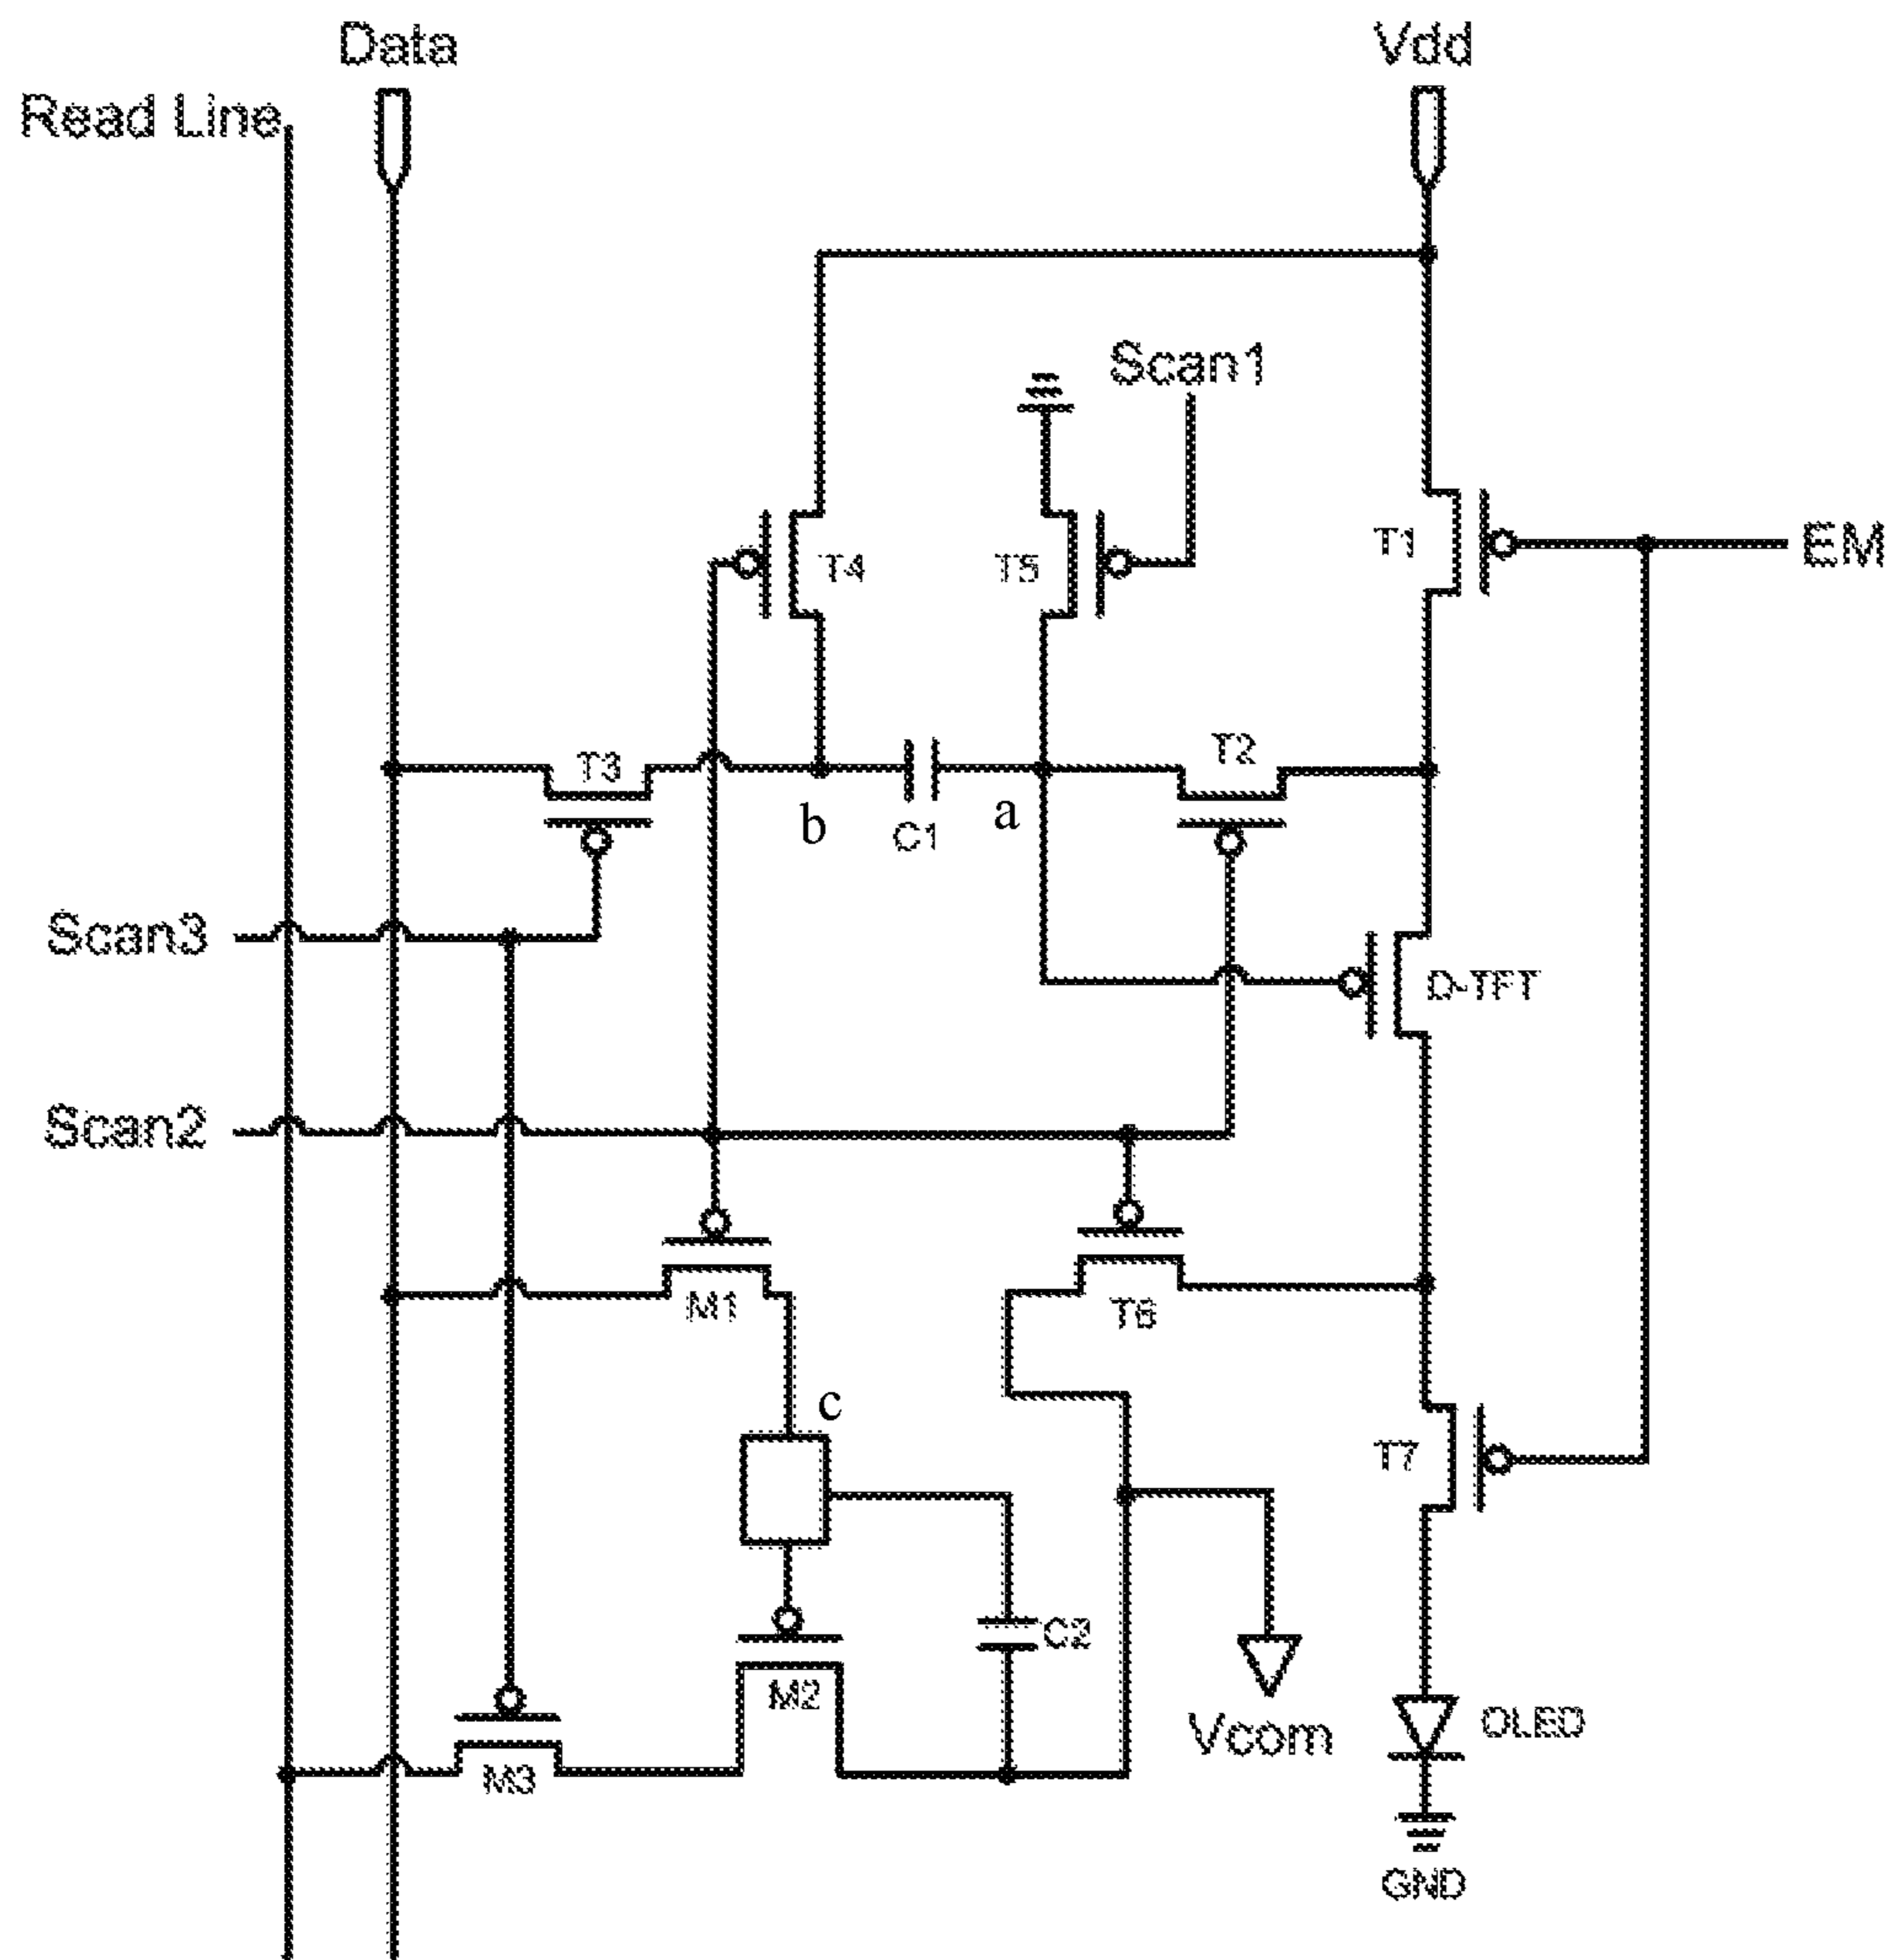 Data
Vdd
Read Line
Scan1
T4
T5
T1
EM
T3
T2
b
C1
a
Scan3
D-TFT
Scan2
M1
T6
c
T7
C2
M2
Vcom
OLED
M3
GND